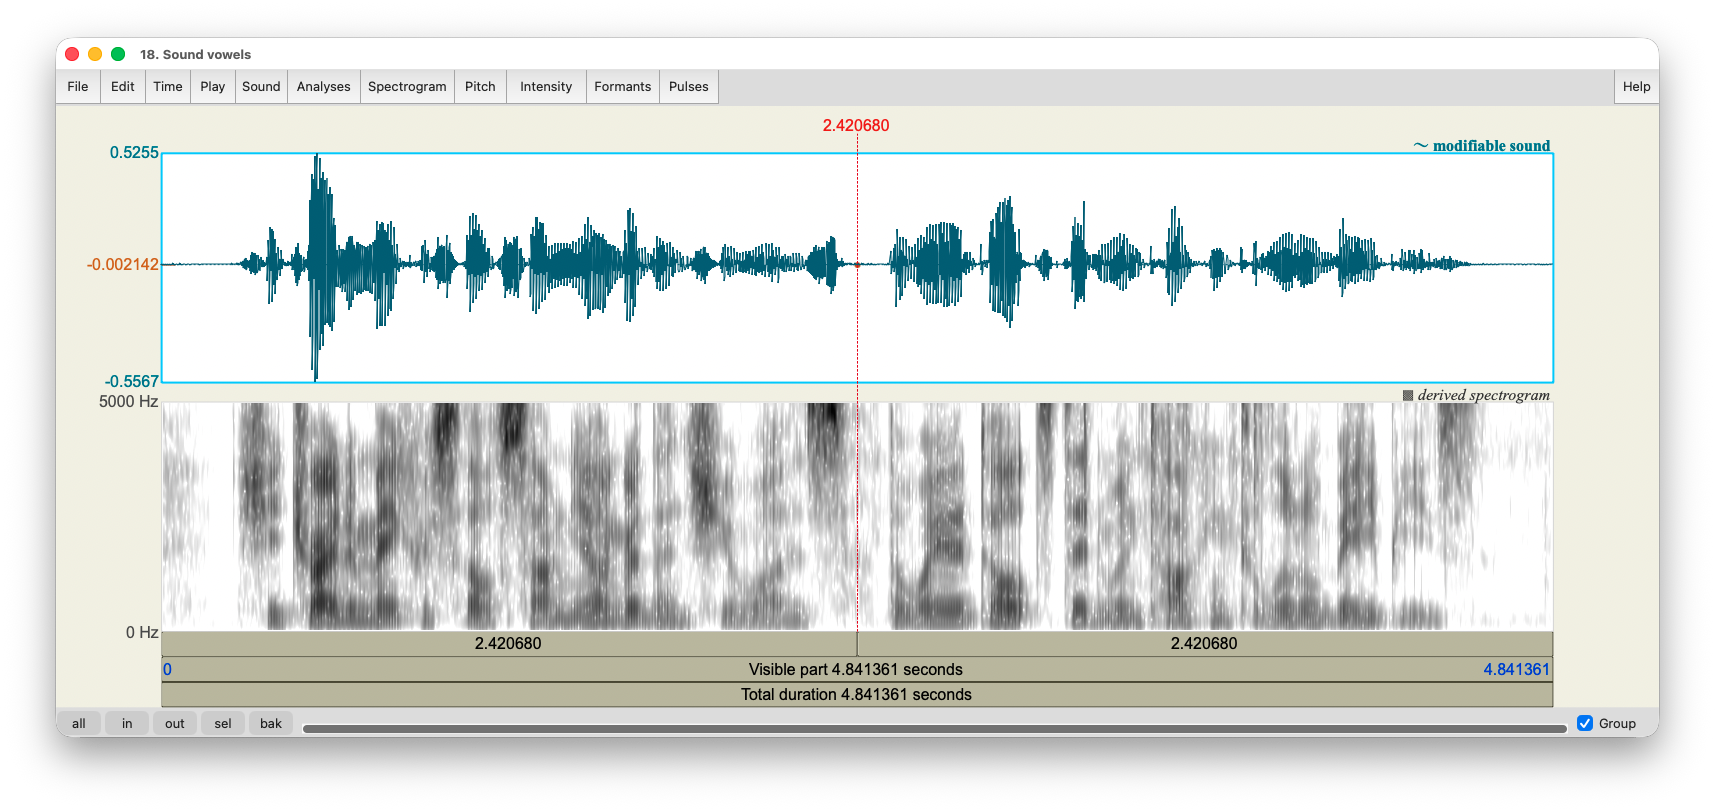 18. Sound vowels
File Edit Time Play Sound Analyses Spectrogram Pitch Intensity Formants Pulses Help
2.420680
0.5255
~ modifiable sound
-0.002142
-0.5567
5000 Hz
derived spectrogram
0 Hz
2.420680 2.420680
0 Visible part 4.841361 seconds 4.841361
Total duration 4.841361 seconds
all in out sel bak Group